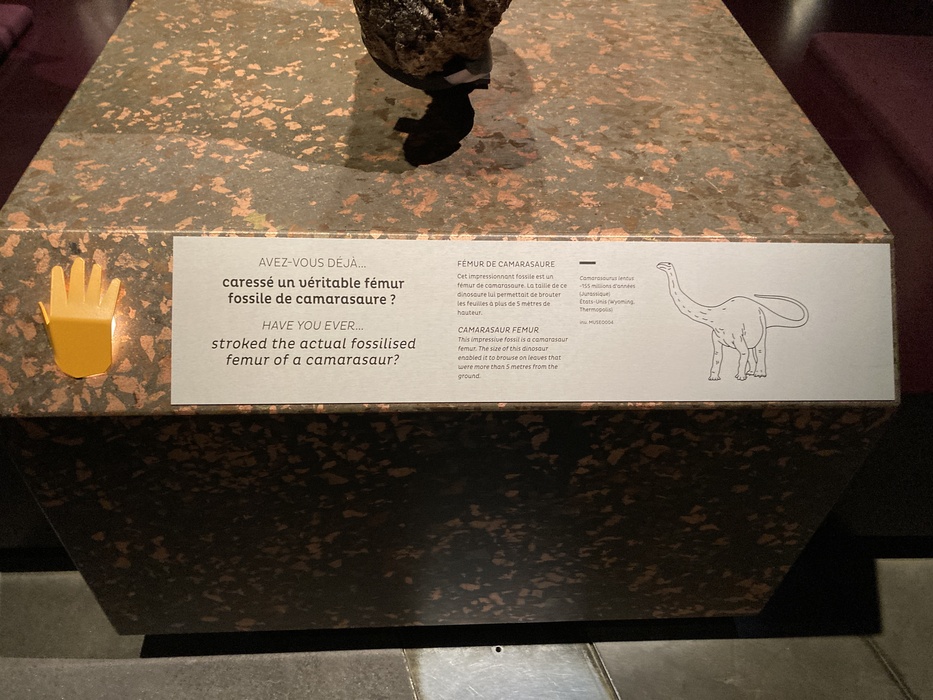 AVEZ-VOUS DÉJÀ...
caressé un véritable fémur
fossile de camarasaure ?
HAVE YOU EVER...
stroked the actual fossilised
femur of a camarasaur?
FÉMUR DE CAMARASAURE
Cet impressionnant fossile est un
fémur de camarasaure. La taille de ce
dinosaure lui permettait de brouter
les feuilles à plus de 5 mètres de
hauteur.
CAMARASAUR FEMUR
This impressive fossil is a camarasaur
femur. The size of this dinosaur
enabled it to browse on leaves that
were more than 5 metres from the
ground.
Camarasaurus lentus
-155 millions d'années
(Jurassique)
États-Unis (Wyoming,
Thermopolis)